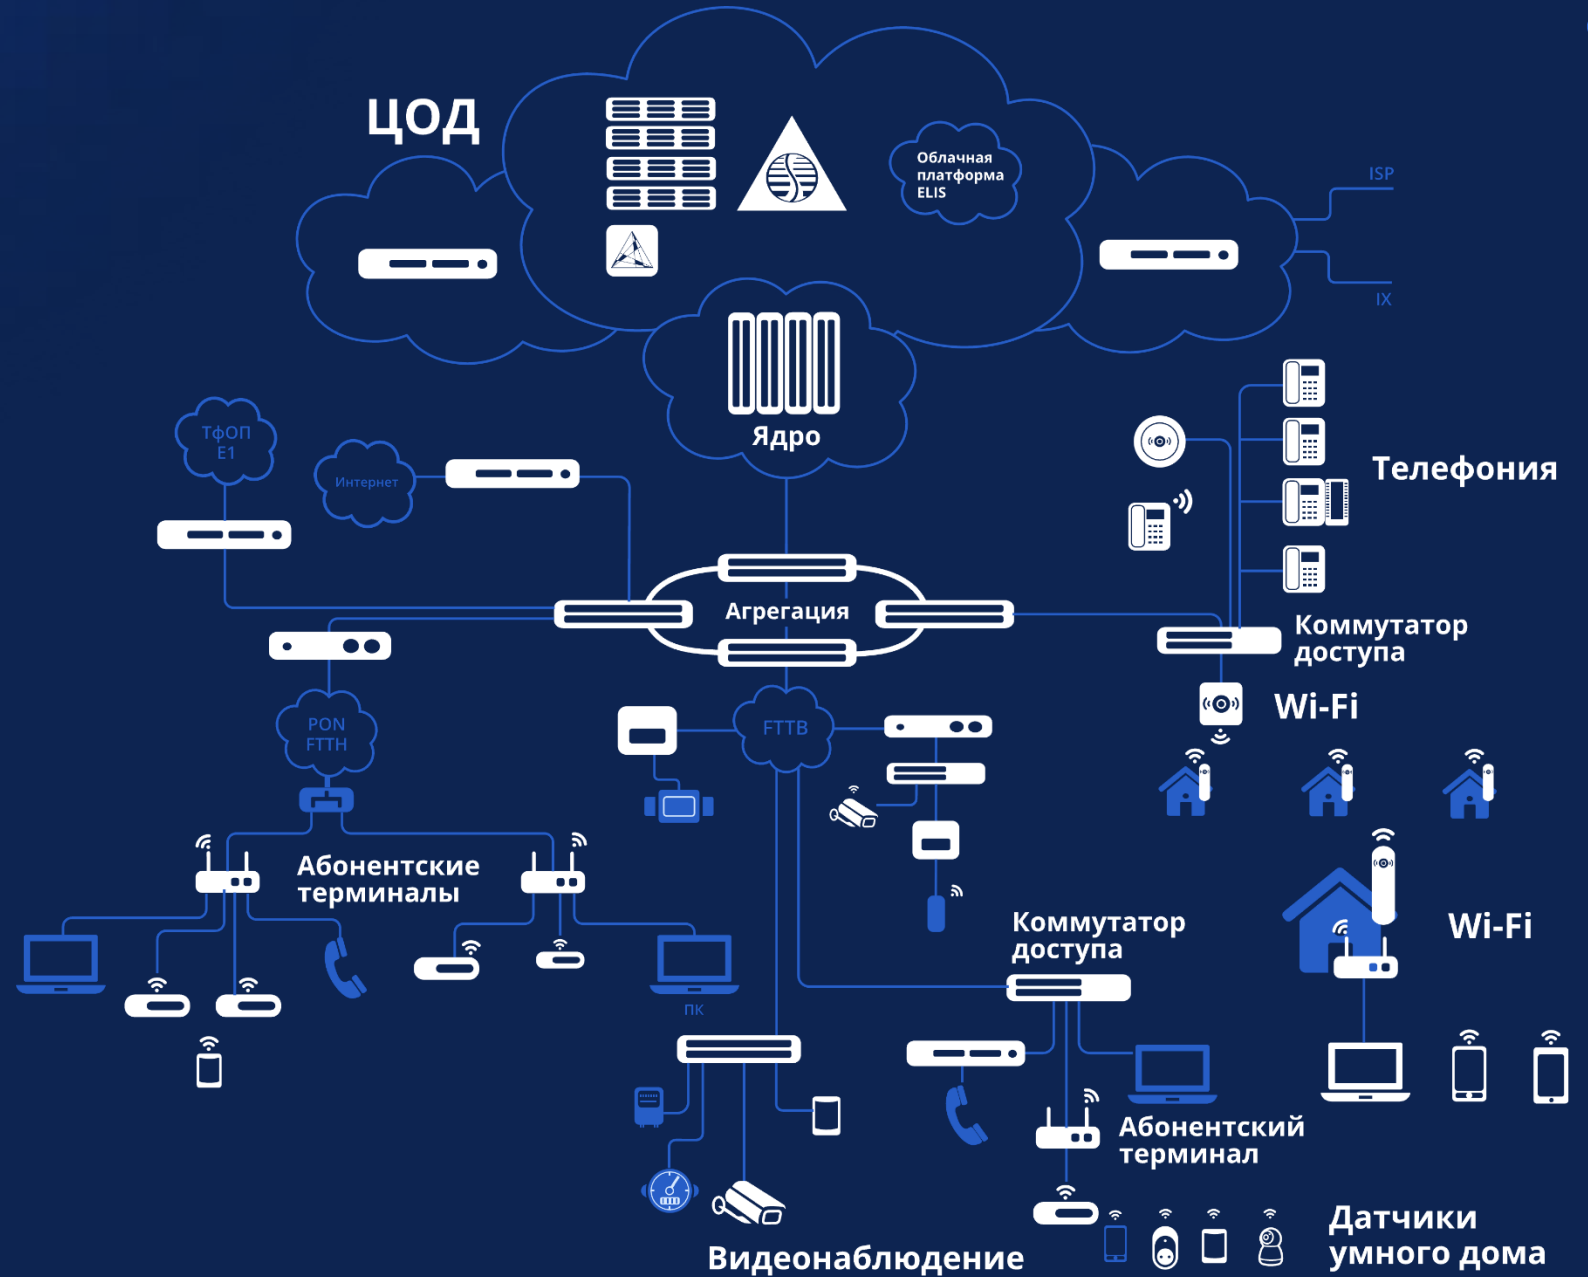 ЦОД
Облачная
платформа
ELIS
ISP
IX
Ядро
ТфОП
E1
Интернет
Телефония
Агрегация
Коммутатор
доступа
Wi-Fi
PON
FTTH
FTTB
Абонентские
терминалы
Wi-Fi
Коммутатор
доступа
ПК
Абонентский
терминал
Видеонаблюдение
Датчики
умного дома